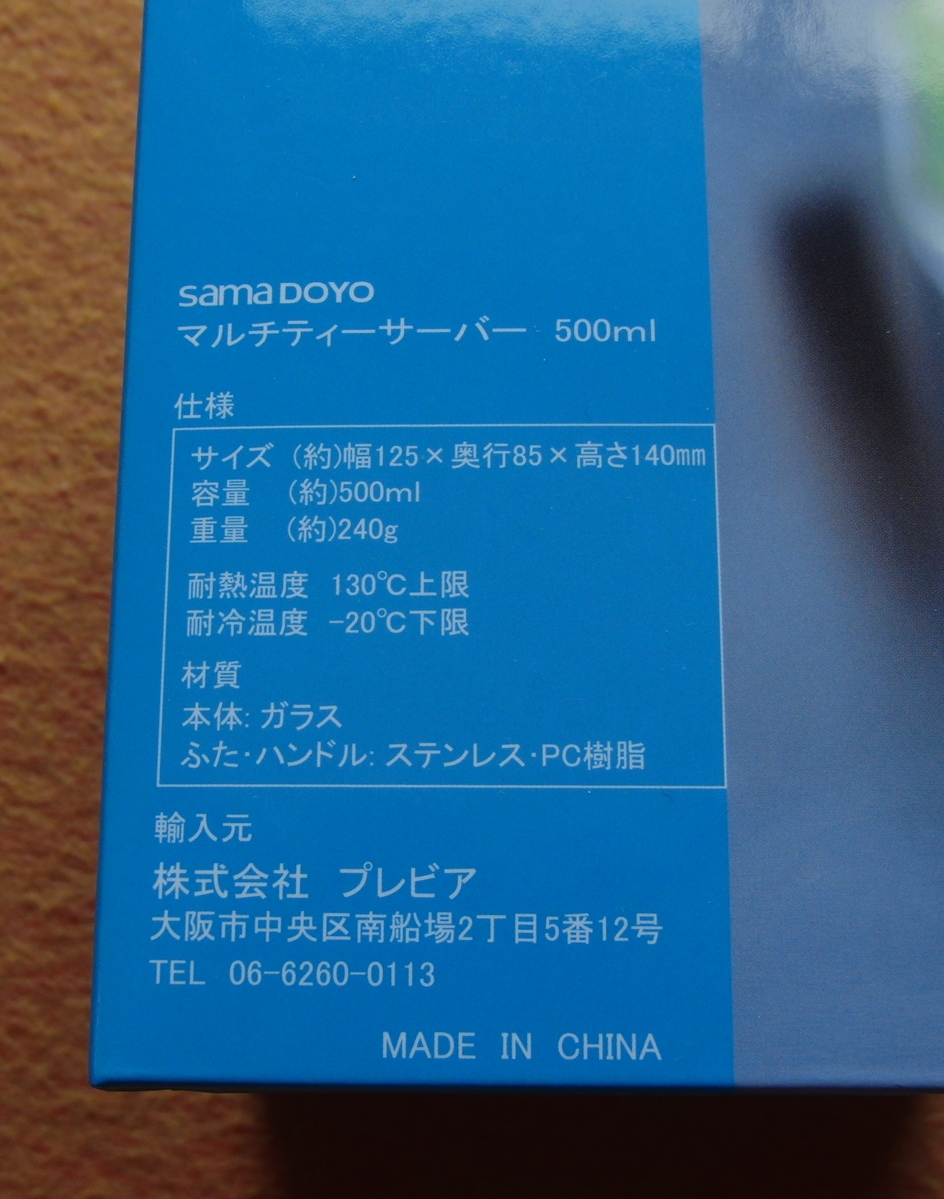 sama DOYO
マルチティーサーバー 500ml
仕様
サイズ (約)幅125×奥行85×高さ140mm
容量 (約)500ml
重量 (約)240g
耐熱温度 130℃上限
耐冷温度 -20℃下限
材質
本体: ガラス
ふた・ハンドル: ステンレス・PC樹脂
輸入元
株式会社 プレビア
大阪市中央区南船場2丁目5番12号
TEL 06-6260-0113
MADE IN CHINA